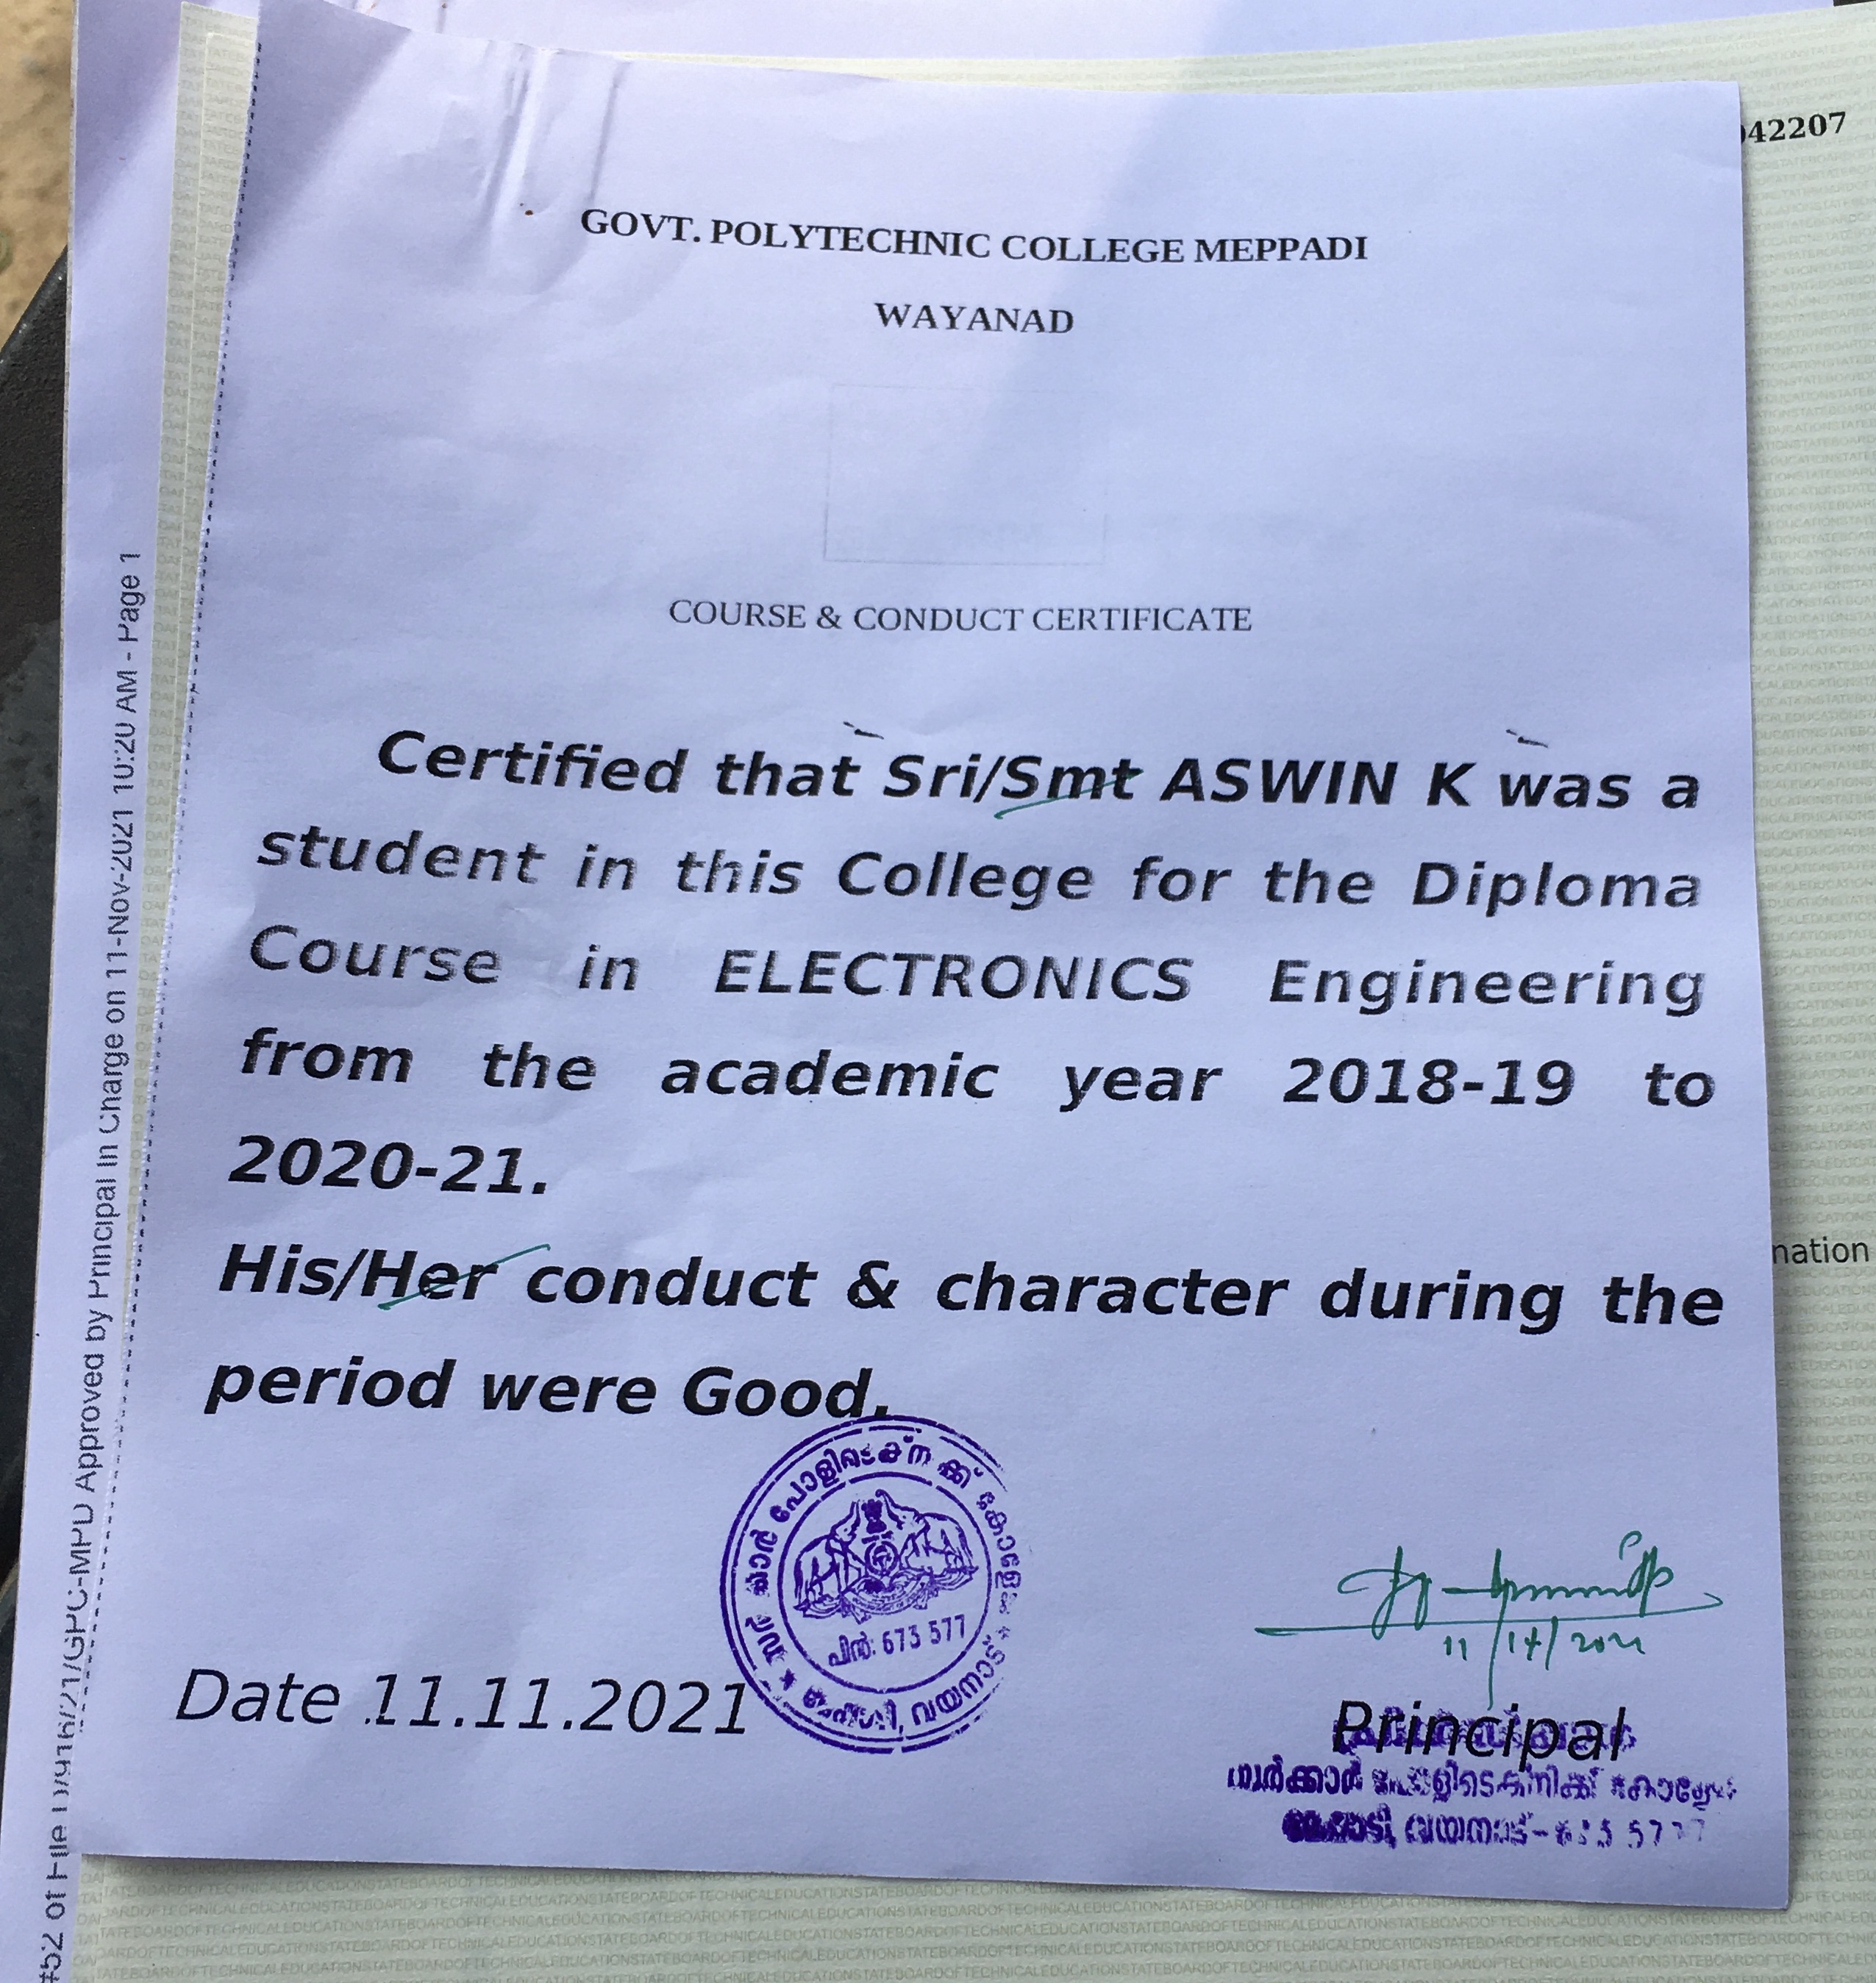 042207
GOVT. POLYTECHNIC COLLEGE MEPPADI
WAYANAD
COURSE & CONDUCT CERTIFICATE
Certified that Sri/Smt ASWIN K was a
student in this College for the Diploma
Course in ELECTRONICS Engineering
from the academic year 2018-19 to
2020-21.
His/Her conduct & character during the
period were Good.
nation
പിൻ: 673 577
വയനാട്
Date 11.11.2021
11/11/2021
Principal
സർക്കാർ പോളിടെക്നിക്ക് കോളേജ്
മേപ്പാടി, വയനാട് - 673 577
#52 of File D/916/21/GPC-MPD Approved by Principal In Charge on 11-Nov-2021 10:20 AM - Page 1
STATEBOARDOFTECHNICALEDUCATION